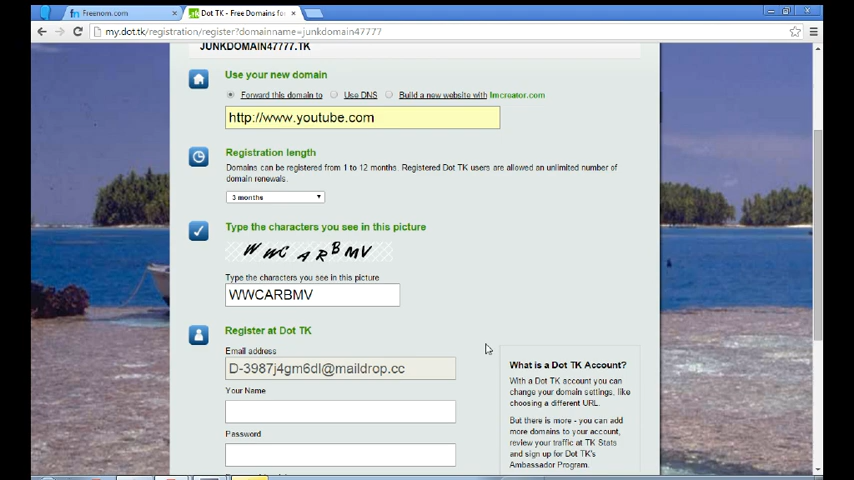 Freenom.com
Dot TK - Free Domains fo
my.dot.tk/registration/register?domainname=junkdomain47777
JUNKDOMAIN47777.TK
Use your new domain
Forward this domain to Use DNS Build a new website with Imcreator.com
http://www.youtube.com
Registration length
Domains can be registered from 1 to 12 months. Registered Dot TK users are allowed an unlimited number of
domain renewals.
3 months
Type the characters you see in this picture
WWCARBMV
Type the characters you see in this picture
WWCARBMV
Register at Dot TK
Email address
D-3987j4gm6dl@maildrop.cc
Your Name
Password
What is a Dot TK Account?
With a Dot TK account you can
change your domain settings, like
choosing a different URL.
But there is more - you can add
more domains to your account,
review your traffic at TK Stats
and sign up for Dot TK's
Ambassador Program.